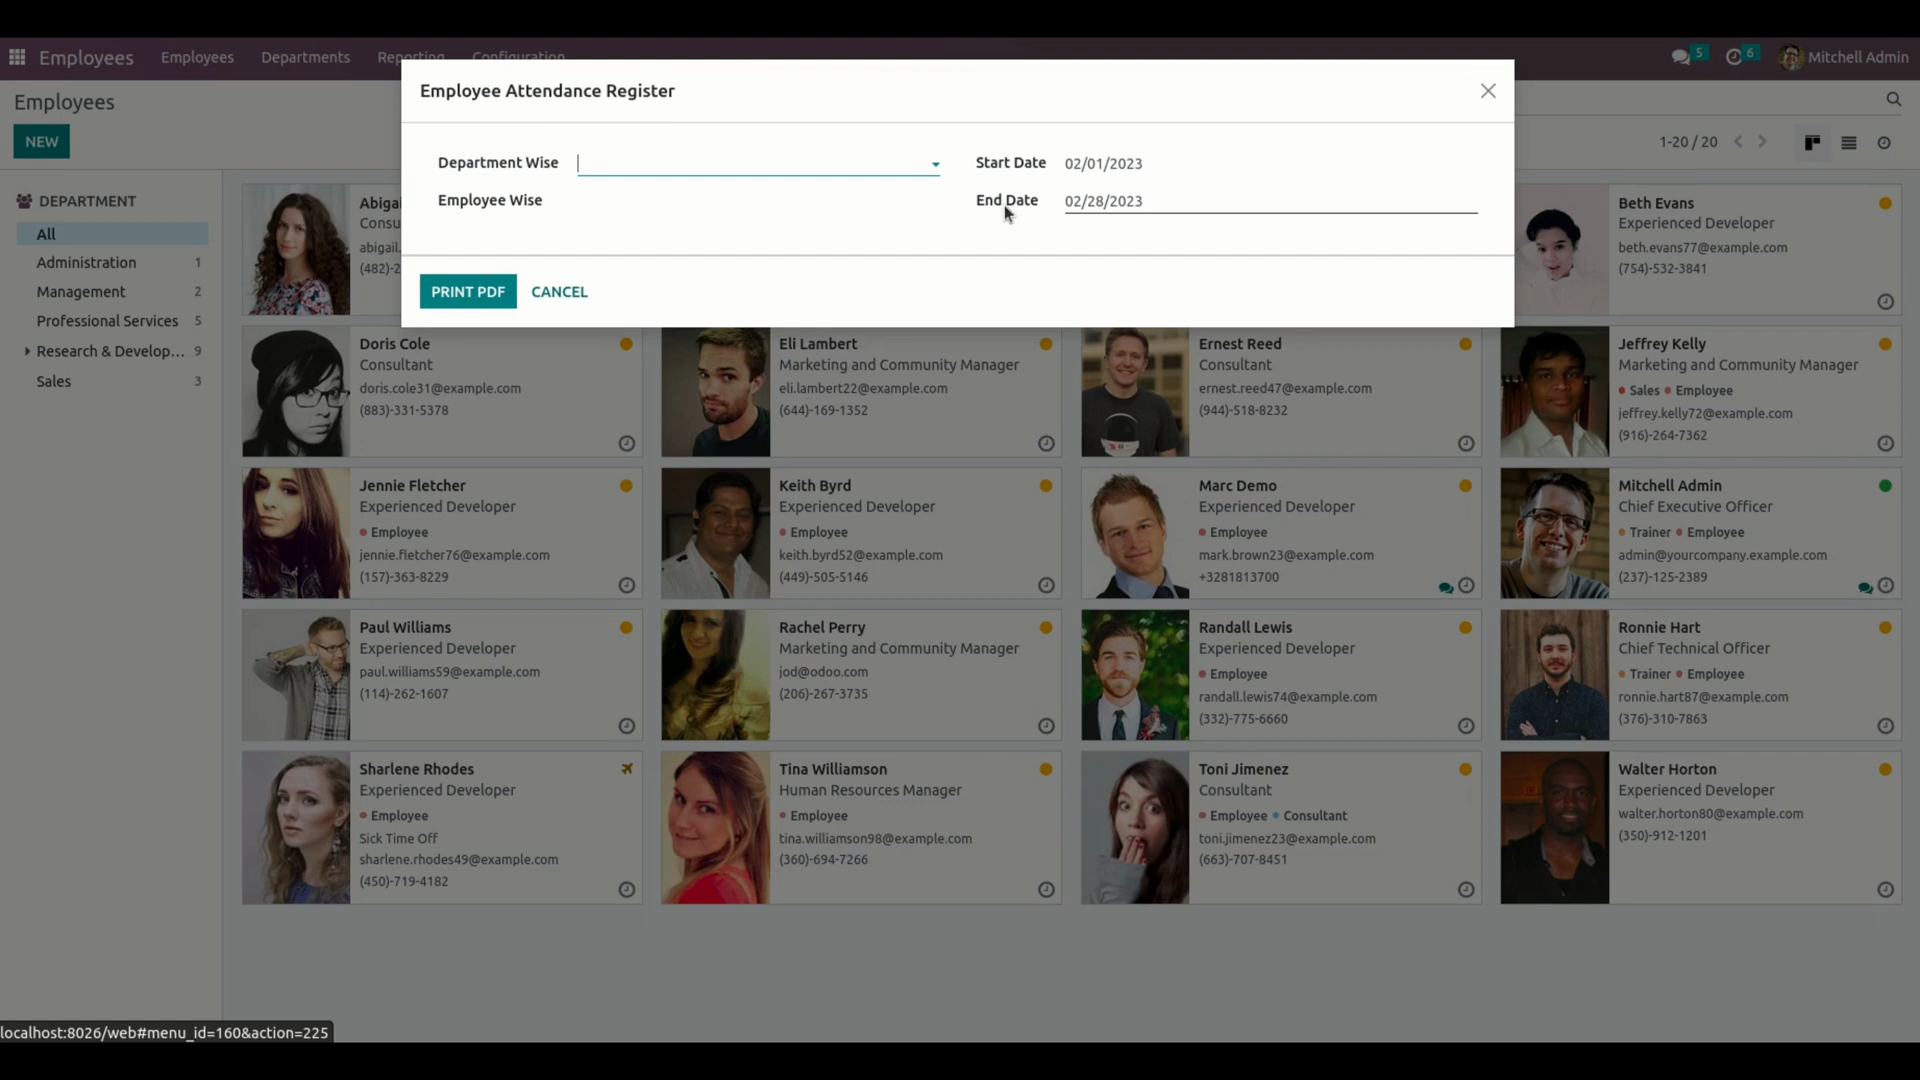 Employees Employees Departments Reporting Configuration 5 6 Mitchell Admin
Employees
NEW
1-20 / 20
Employee Attendance Register
Department Wise
Employee Wise
Start Date 02/01/2023
End Date 02/28/2023
PRINT PDF CANCEL
DEPARTMENT
All
Administration 1
Management 2
Professional Services 5
Research & Develop... 9
Sales 3
Abiga
Consu
abigail.
(482)-2
Beth Evans
Experienced Developer
beth.evans77@example.com
(754)-532-3841
Doris Cole
Consultant
doris.cole31@example.com
(883)-331-5378
Eli Lambert
Marketing and Community Manager
eli.lambert22@example.com
(644)-169-1352
Ernest Reed
Consultant
ernest.reed47@example.com
(944)-518-8232
Jeffrey Kelly
Marketing and Community Manager
Sales Employee
jeffrey.kelly72@example.com
(916)-264-7362
Jennie Fletcher
Experienced Developer
Employee
jennie.fletcher76@example.com
(157)-363-8229
Keith Byrd
Experienced Developer
Employee
keith.byrd52@example.com
(449)-505-5146
Marc Demo
Experienced Developer
Employee
mark.brown23@example.com
+3281813700
Mitchell Admin
Chief Executive Officer
Trainer Employee
admin@yourcompany.example.com
(237)-125-2389
Paul Williams
Experienced Developer
paul.williams59@example.com
(114)-262-1607
Rachel Perry
Marketing and Community Manager
jod@odoo.com
(206)-267-3735
Randall Lewis
Experienced Developer
Employee
randall.lewis74@example.com
(332)-775-6660
Ronnie Hart
Chief Technical Officer
Trainer Employee
ronnie.hart87@example.com
(376)-310-7863
Sharlene Rhodes
Experienced Developer
Employee
Sick Time Off
sharlene.rhodes49@example.com
(450)-719-4182
Tina Williamson
Human Resources Manager
Employee
tina.williamson98@example.com
(360)-694-7266
Toni Jimenez
Consultant
Employee Consultant
toni.jimenez23@example.com
(663)-707-8451
Walter Horton
Experienced Developer
walter.horton80@example.com
(350)-912-1201
localhost:8026/web#menu_id=160&action=225